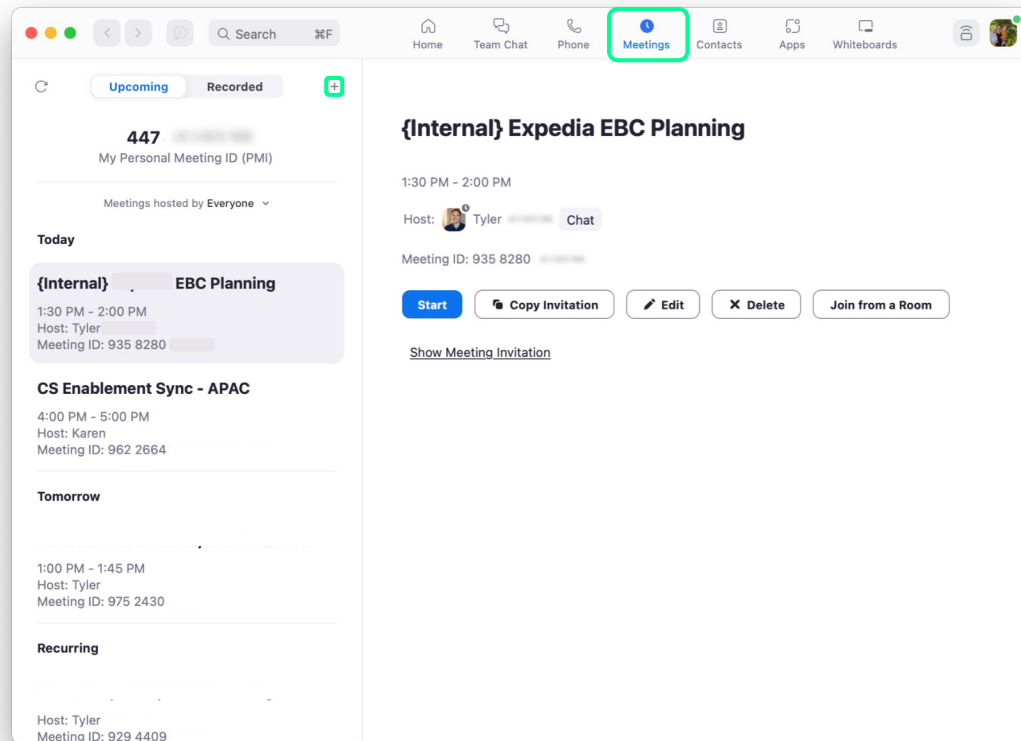 Search ⌘F
Home
Team Chat
Phone
Meetings
Contacts
Apps
Whiteboards
Upcoming
Recorded
+
447
My Personal Meeting ID (PMI)
Meetings hosted by Everyone
Today
{Internal} EBC Planning
1:30 PM - 2:00 PM
Host: Tyler
Meeting ID: 935 8280
CS Enablement Sync - APAC
4:00 PM - 5:00 PM
Host: Karen
Meeting ID: 962 2664
Tomorrow
1:00 PM - 1:45 PM
Host: Tyler
Meeting ID: 975 2430
Recurring
Host: Tyler
Meeting ID: 929 4409
{Internal} Expedia EBC Planning
1:30 PM - 2:00 PM
Host: Tyler Chat
Meeting ID: 935 8280
Start
Copy Invitation
Edit
Delete
Join from a Room
Show Meeting Invitation